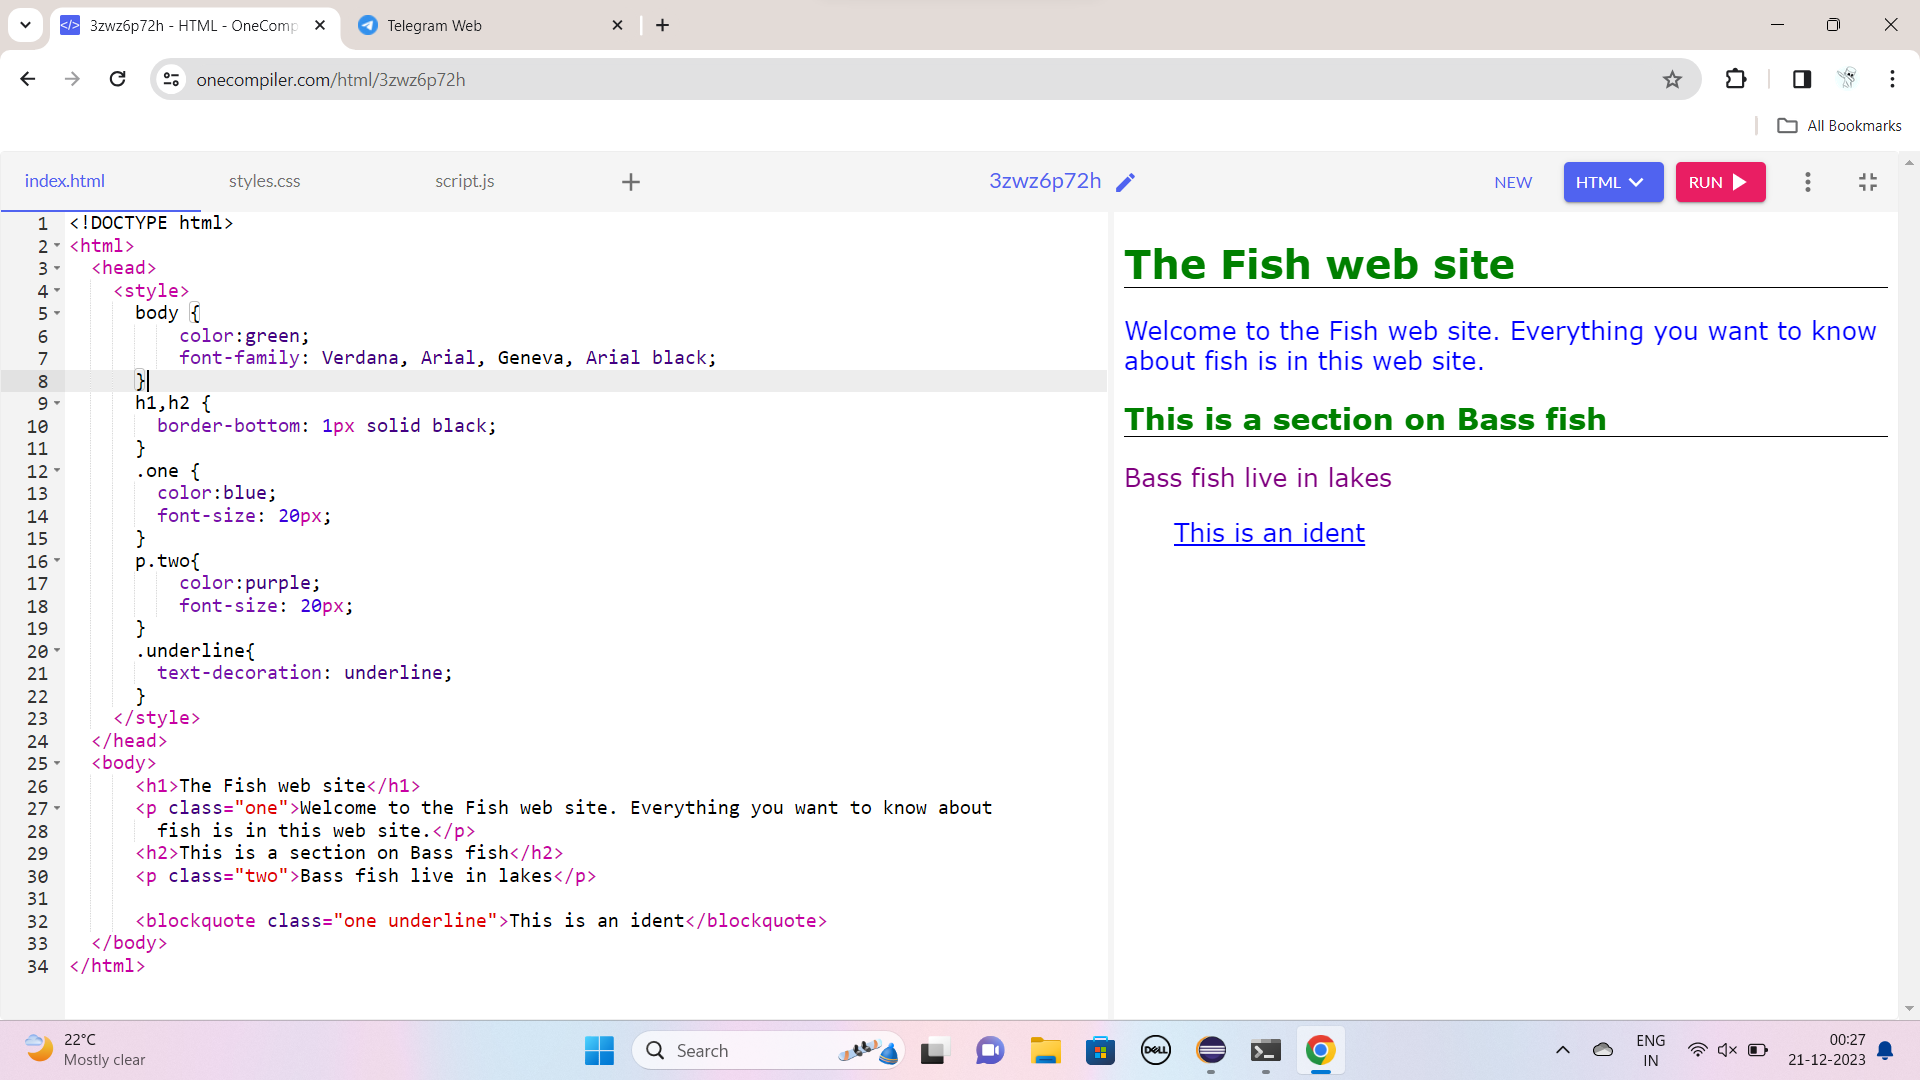 3zwz6p72h - HTML - OneComp
Telegram Web
onecompiler.com/html/3zwz6p72h
All Bookmarks
index.html
styles.css
script.js
3zwz6p72h
NEW
HTML
RUN
1 <!DOCTYPE html>
2 <html>
3 <head>
4 <style>
5 body {
6 color:green;
7 font-family: Verdana, Arial, Geneva, Arial black;
8 }
9 h1,h2 {
10 border-bottom: 1px solid black;
11 }
12 .one {
13 color:blue;
14 font-size: 20px;
15 }
16 p.two{
17 color:purple;
18 font-size: 20px;
19 }
20 .underline{
21 text-decoration: underline;
22 }
23 </style>
24 </head>
25 <body>
26 <h1>The Fish web site</h1>
27 <p class="one">Welcome to the Fish web site. Everything you want to know about
28 fish is in this web site.</p>
29 <h2>This is a section on Bass fish</h2>
30 <p class="two">Bass fish live in lakes</p>
31
32 <blockquote class="one underline">This is an ident</blockquote>
33 </body>
34 </html>
The Fish web site
Welcome to the Fish web site. Everything you want to know
about fish is in this web site.
This is a section on Bass fish
Bass fish live in lakes
This is an ident
22°C
Mostly clear
Search
DELL
ENG
IN
00:27
21-12-2023